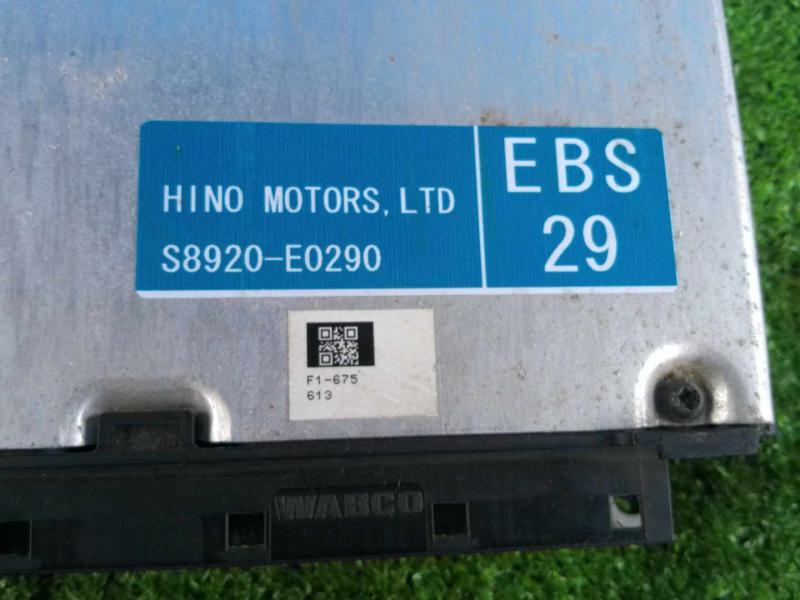 HINO MOTORS,LTD
S8920-E0290
EBS
29
F1-675
613
WABCO